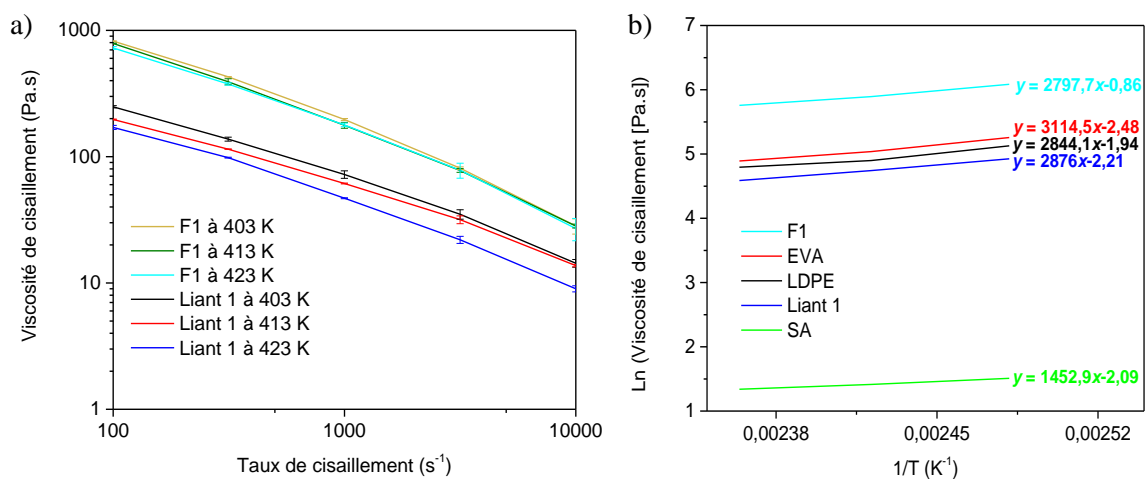 a)
Viscosité de cisaillement (Pa.s)
1000
100
10
1
F1 à 403 K
F1 à 413 K
F1 à 423 K
Liant 1 à 403 K
Liant 1 à 413 K
Liant 1 à 423 K
100
1000
10000
Taux de cisaillement (s⁻¹)
b)
Ln (Viscosité de cisaillement [Pa.s])
7
6
5
4
3
2
1
y = 2797,7x-0,86
y = 3114,5x-2,48
y = 2844,1x-1,94
y = 2876x-2,21
F1
EVA
LDPE
Liant 1
SA
y = 1452,9x-2,09
0,00238
0,00245
0,00252
1/T (K⁻¹)